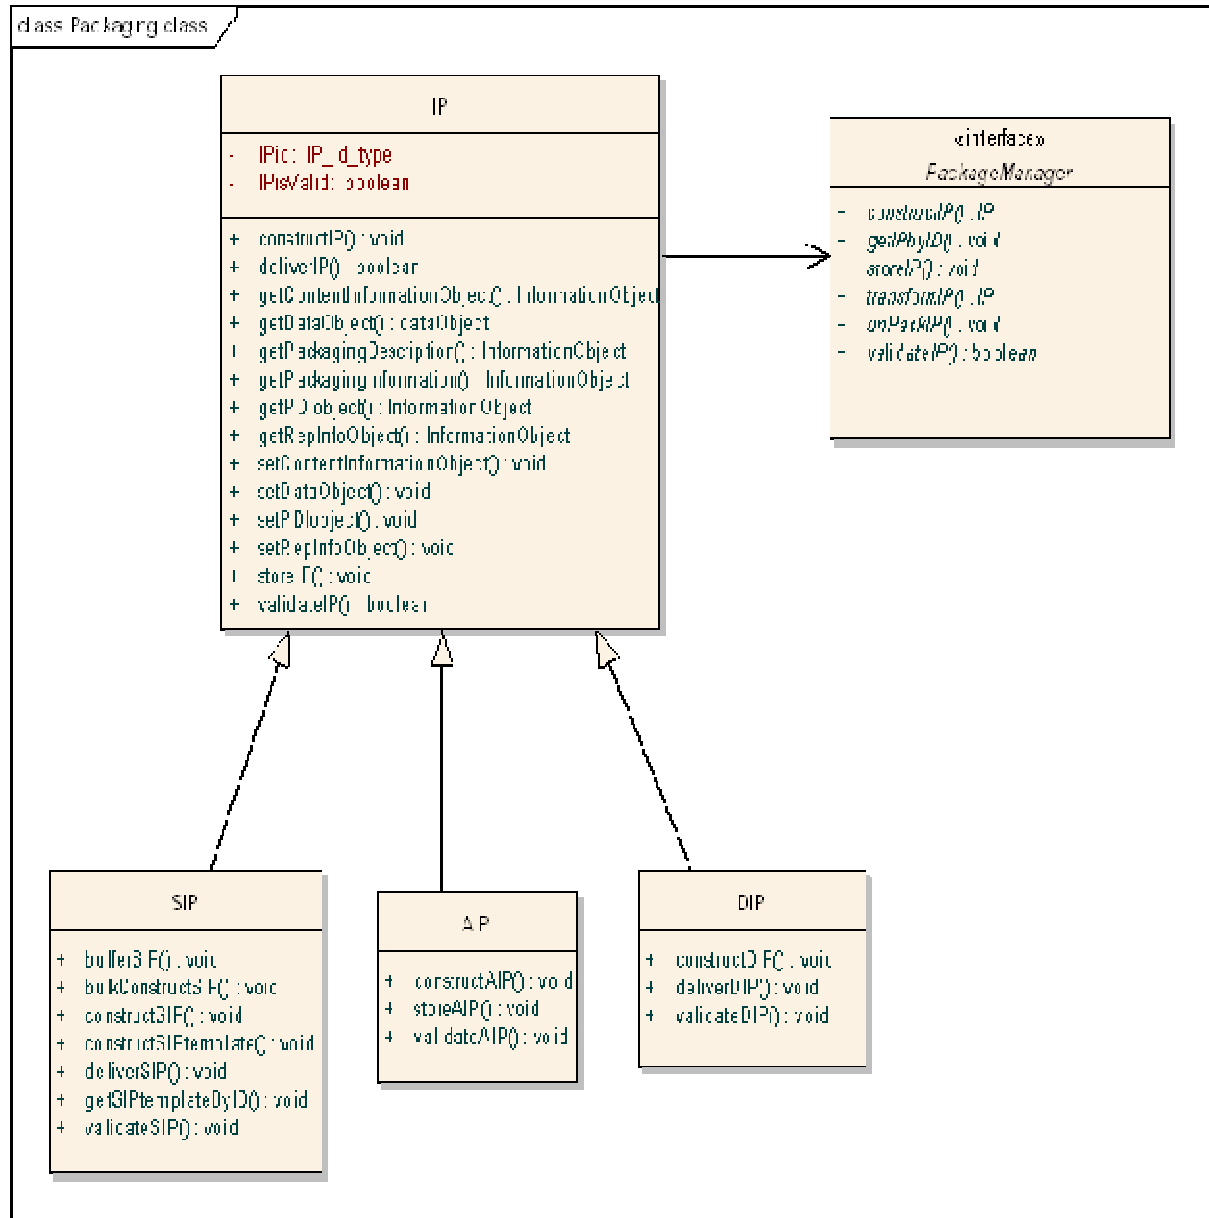 class Packaging class
IP
- IPid : IP_id_type
- IPisValid : boolean
+ constructIP() : void
+ deliverIP() : boolean
+ getContentInformationObject() : InformationObject
+ getDataObject() : dataObject
+ getPackagingDescription() : InformationObject
+ getPackagingInformation() : InformationObject
+ getPDIobject() : InformationObject
+ getRepInfoObject() : InformationObject
+ setContentInformationObject() : void
+ setDataObject() : void
+ setPDIobject() : void
+ setRepInfoObject() : void
+ storeIP() : void
+ validateIP() : boolean
«interface»
PackageManager
+ constructIP() : IP
+ getIPbyID() : void
storeIP() : void
+ transformIP() : IP
+ unPackIP() : void
+ validateIP() : boolean
SIP
+ bufferSIP() : void
+ bulkConstructSIP() : void
+ constructSIP() : void
+ constructSIPtemplate() : void
+ deliverSIP() : void
+ getSIPtemplateByID() : void
+ validateSIP() : void
AIP
+ constructAIP() : void
+ storeAIP() : void
+ validateAIP() : void
DIP
+ constructDIP() : void
+ deliverDIP() : void
+ validateDIP() : void